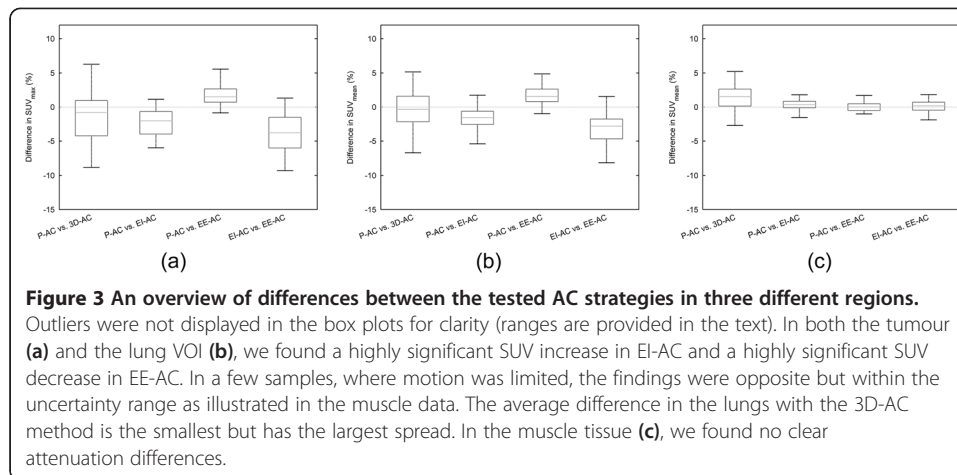 10
5
0
-5
-10
-15
Difference in SUVmax (%)
P-AC vs. 3D-AC
P-AC vs. EI-AC
P-AC vs. EE-AC
EI-AC vs. EE-AC
(a)
10
5
0
-5
-10
-15
Difference in SUVmean (%)
P-AC vs. 3D-AC
P-AC vs. EI-AC
P-AC vs. EE-AC
EI-AC vs. EE-AC
(b)
10
5
0
-5
-10
-15
Difference in SUVmean (%)
P-AC vs. 3D-AC
P-AC vs. EI-AC
P-AC vs. EE-AC
EI-AC vs. EE-AC
(c)
Figure 3 An overview of differences between the tested AC strategies in three different regions.
Outliers were not displayed in the box plots for clarity (ranges are provided in the text). In both the tumour
(a) and the lung VOI (b), we found a highly significant SUV increase in EI-AC and a highly significant SUV
decrease in EE-AC. In a few samples, where motion was limited, the findings were opposite but within the
uncertainty range as illustrated in the muscle data. The average difference in the lungs with the 3D-AC
method is the smallest but has the largest spread. In the muscle tissue (c), we found no clear
attenuation differences.